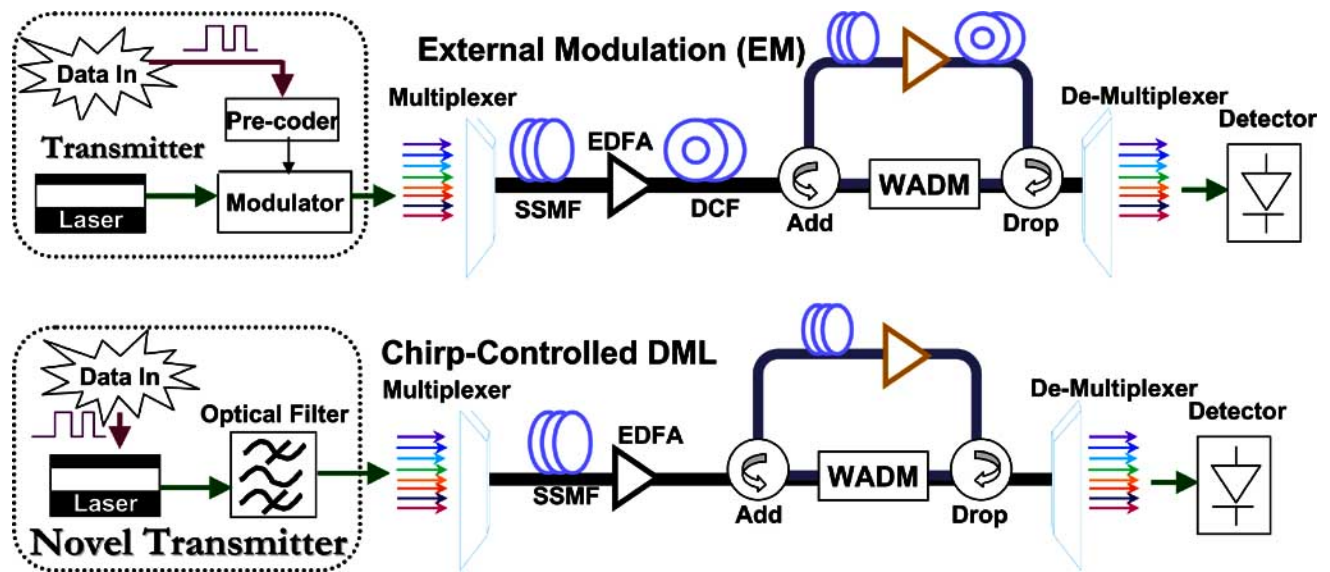 External Modulation (EM)
Data In
Pre-coder
Transmitter
Laser
Modulator
Multiplexer
SSMF
EDFA
DCF
Add
WADM
Drop
De-Multiplexer
Detector
Chirp-Controlled DML
Data In
Optical Filter
Laser
Novel Transmitter
Multiplexer
SSMF
EDFA
Add
WADM
Drop
De-Multiplexer
Detector